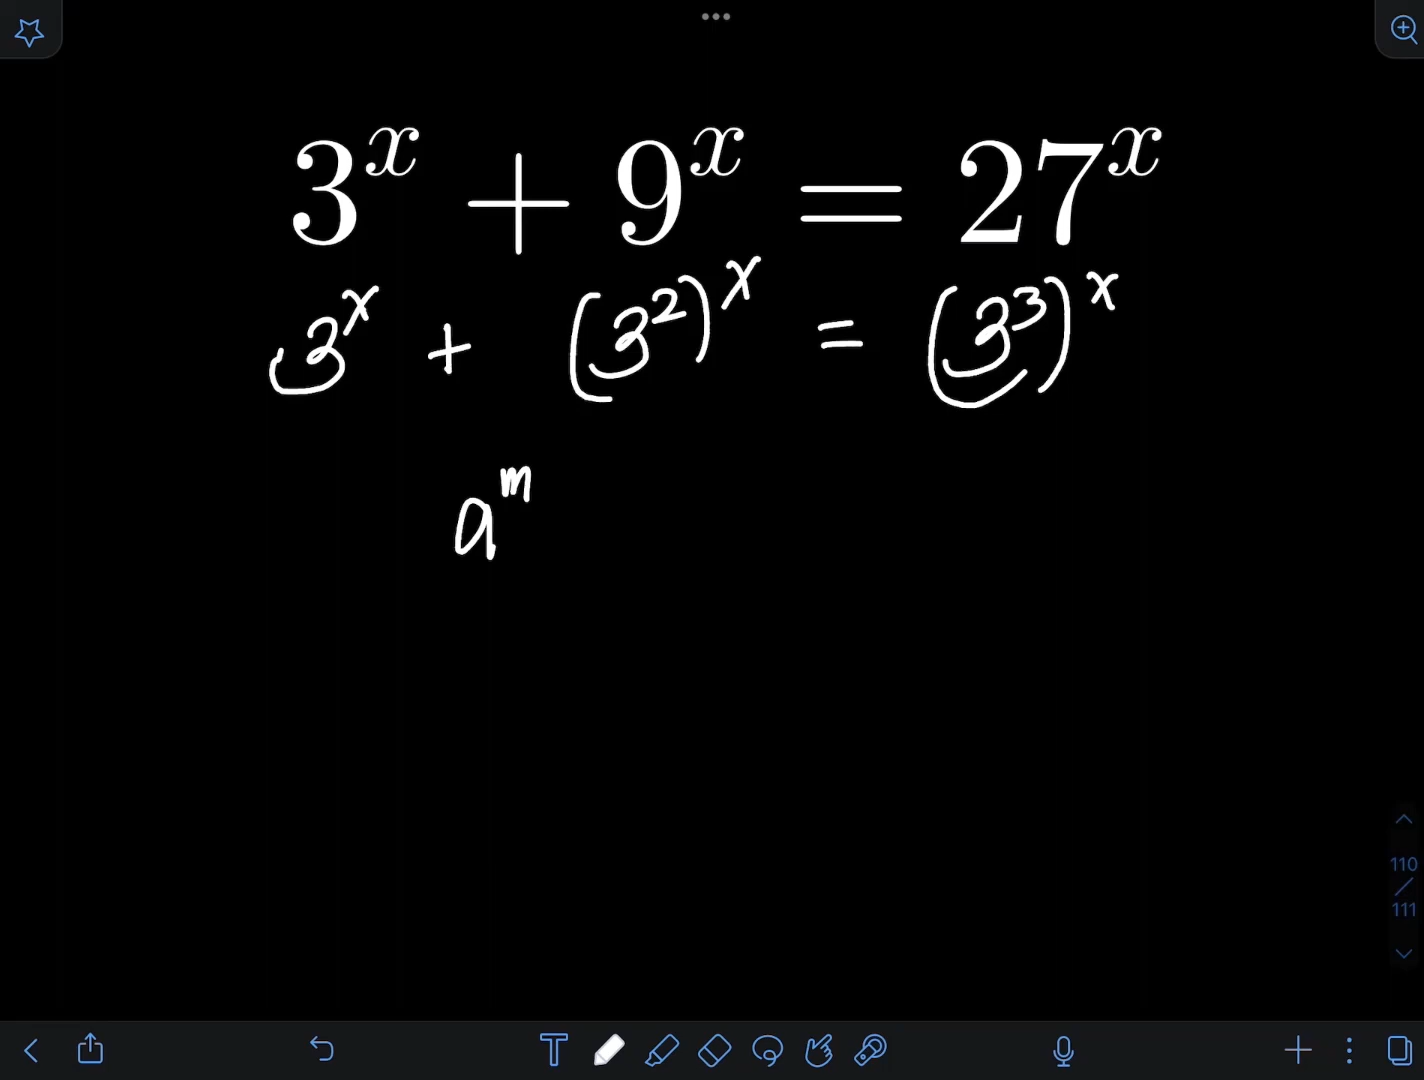 3^x + 9^x = 27^x
3^x + (3^2)^x = (3^3)^x
a^m
110
/
111
T